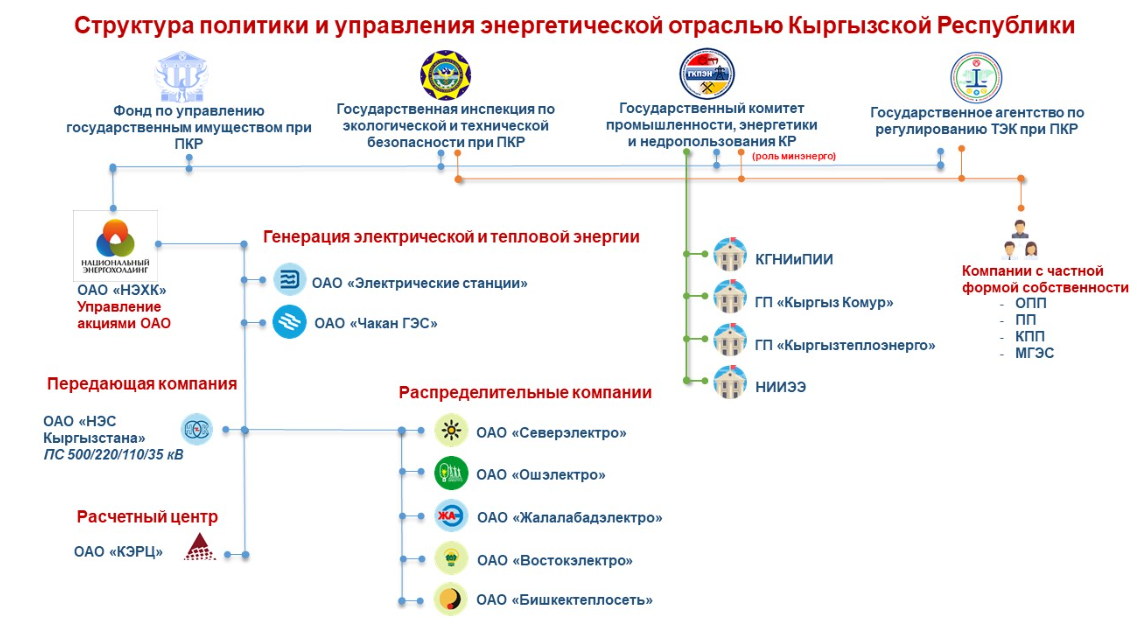 Структура политики и управления энергетической отраслью Кыргызской Республики
Фонд по управлению
государственным имуществом при
ПКР
Государственная инспекция по
экологической и технической
безопасности при ПКР
ГКПЭН
Государственный комитет
промышленности, энергетики
и недропользования КР
(роль минэнерго)
Государственное агентство по
регулированию ТЭК при ПКР
НАЦИОНАЛЬНЫЙ
ЭНЕРГОХОЛДИНГ
ОАО «НЭХК»
Управление
акциями ОАО
Генерация электрической и тепловой энергии
ОАО «Электрические станции»
ОАО «Чакан ГЭС»
КГНИиПИИ
ГП «Кыргыз Комур»
ГП «Кыргызтеплоэнерго»
НИИЭЭ
Компании с частной
формой собственности
- ОПП
- ПП
- КПП
- МГЭС
Передающая компания
ОАО «НЭС
Кыргызстана»
ПС 500/220/110/35 кВ
Расчетный центр
ОАО «КЭРЦ»
Распределительные компании
ОАО «Северэлектро»
ОАО «Ошэлектро»
ЖА
ОАО «Жалалабадэлектро»
ОАО «Востокэлектро»
ОАО «Бишкектеплосеть»